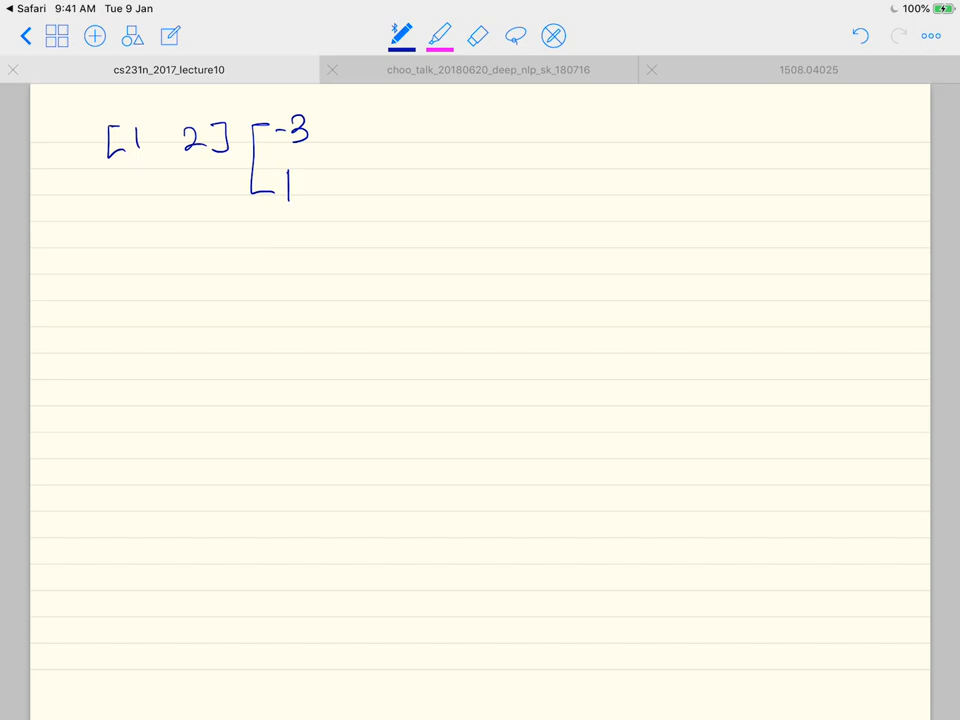 Safari 9:41 AM Tue 9 Jan 100%
cs231n_2017_lecture10 choo_talk_20180620_deep_nlp_sk_180716 1508.04025
[1 2] [-3
1